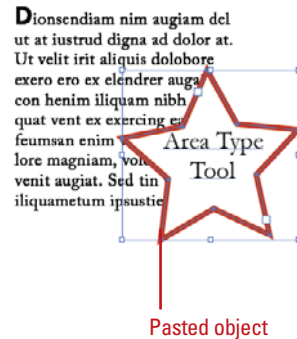 Dionsendiam nim augiam del
ut at iustrud digna ad dolor at.
Ut velit irit aliquis dolobore
exero ero ex elendrer auga
con henim iliquam nibh
quat vent ex exercing
feumsan enim
lore magniam,
venit augiat. Sed tin
iliquametum ipsustie
Area Type
Tool
Pasted object